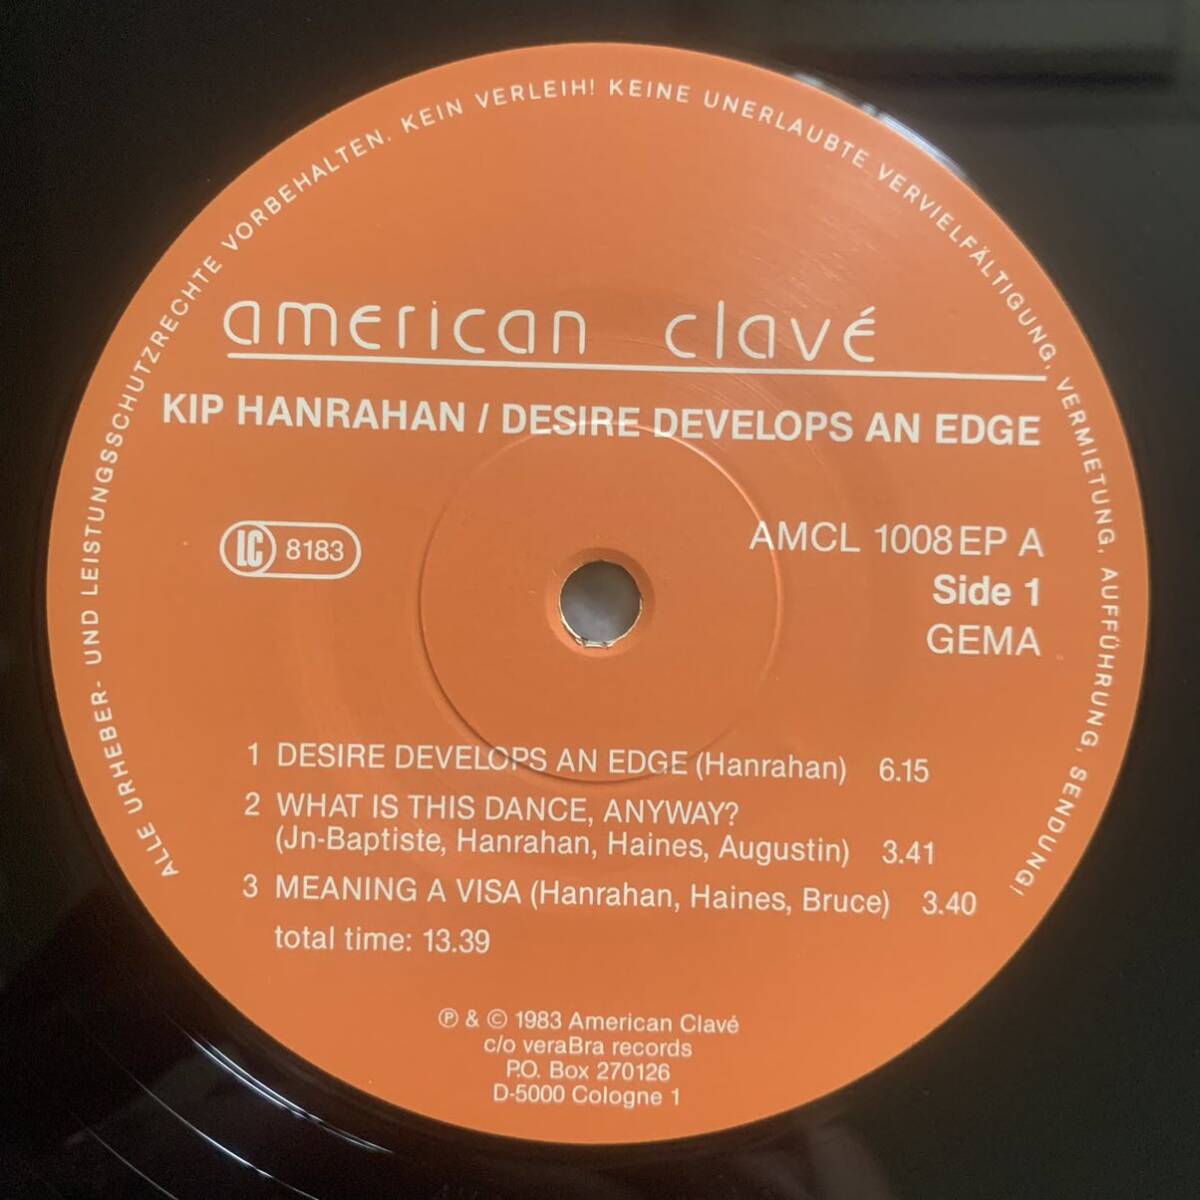 ALLE URHEBER- UND LEISTUNGSSCHUTZRECHTE VORBEHALTEN. KEIN VERLEIH! KEINE UNERLAUBTE VERVIELFÄLTIGUNG, VERMIETUNG, AUFFÜHRUNG, SENDUNG!
american clavé
KIP HANRAHAN / DESIRE DEVELOPS AN EDGE
LC 8183
AMCL 1008 EP A
Side 1
GEMA
1 DESIRE DEVELOPS AN EDGE (Hanrahan) 6.15
2 WHAT IS THIS DANCE, ANYWAY?
(Jn-Baptiste, Hanrahan, Haines, Augustin) 3.41
3 MEANING A VISA (Hanrahan, Haines, Bruce) 3.40
total time: 13.39
℗ & © 1983 American Clavé
c/o veraBra records
P.O. Box 270126
D-5000 Cologne 1